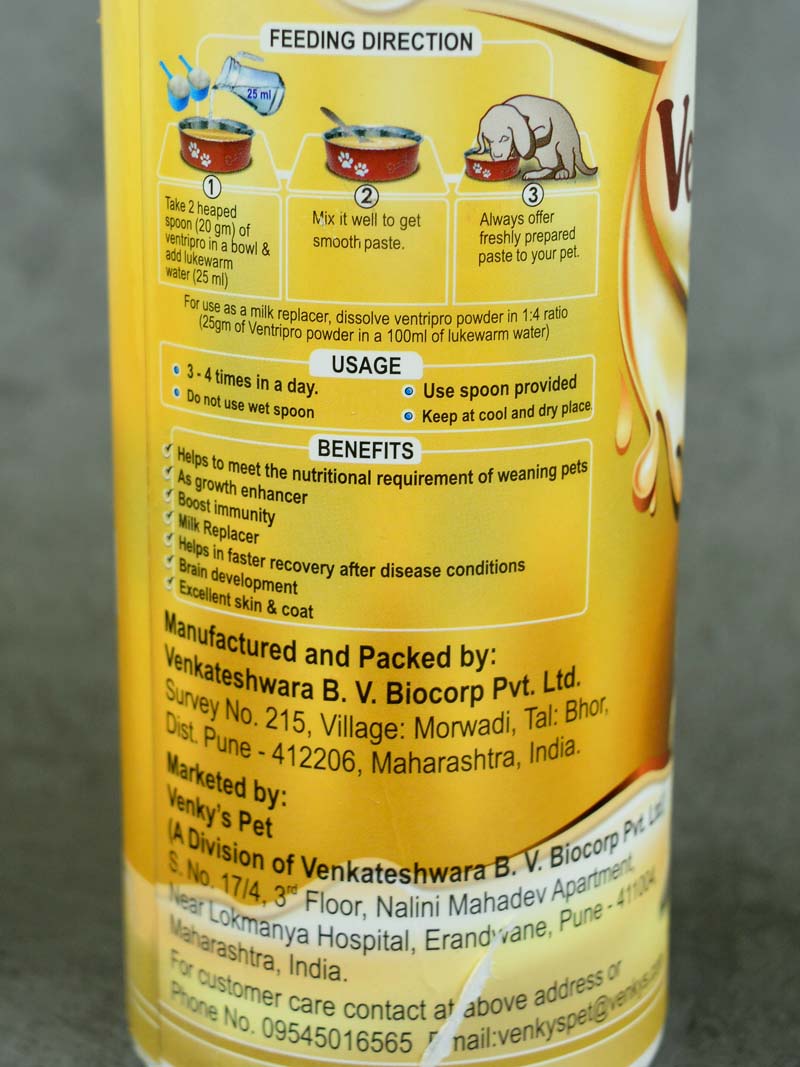 FEEDING DIRECTION
25 ml
1
Take 2 heaped
spoon (20 gm) of
ventripro in a bowl &
add lukewarm
water (25 ml)
2
Mix it well to get
smooth paste.
3
Always offer
freshly prepared
paste to your pet.
For use as a milk replacer, dissolve ventripro powder in 1:4 ratio
(25gm of Ventripro powder in a 100ml of lukewarm water)
USAGE
3 - 4 times in a day.
Do not use wet spoon
Use spoon provided
Keep at cool and dry place
BENEFITS
Helps to meet the nutritional requirement of weaning pets
As growth enhancer
Boost immunity
Milk Replacer
Helps in faster recovery after disease conditions
Brain development
Excellent skin & coat
Manufactured and Packed by:
Venkateshwara B. V. Biocorp Pvt. Ltd.
Survey No. 215, Village: Morwadi, Tal: Bhor,
Dist. Pune - 412206, Maharashtra, India.
Marketed by:
Venky's Pet
(A Division of Venkateshwara B. V. Biocorp Pvt. Ltd.
S. No. 17/4, 3rd Floor, Nalini Mahadev Apartment,
Near Lokmanya Hospital, Erandwane, Pune - 411004,
Maharashtra, India.
For customer care contact at above address or
Phone No. 09545016565 Email:venkyspet@venkys.com
Ve